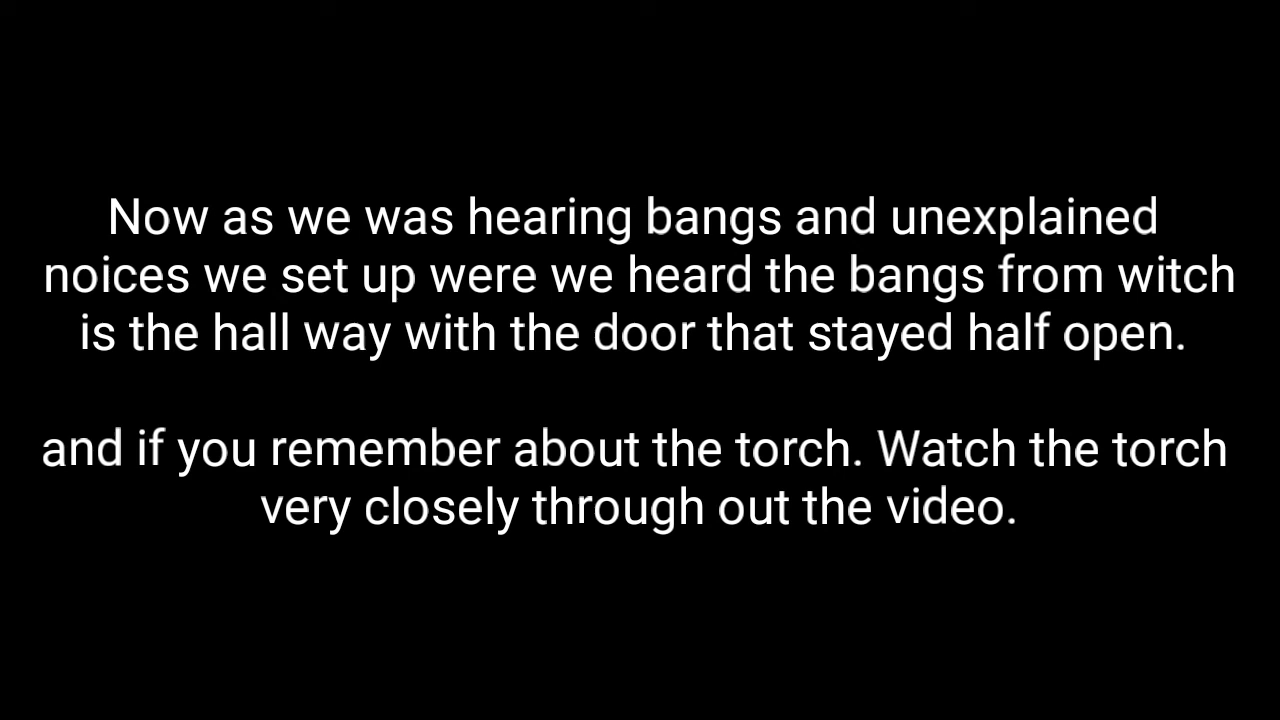 Now as we was hearing bangs and unexplained
noices we set up were we heard the bangs from witch
is the hall way with the door that stayed half open.
and if you remember about the torch. Watch the torch
very closely through out the video.